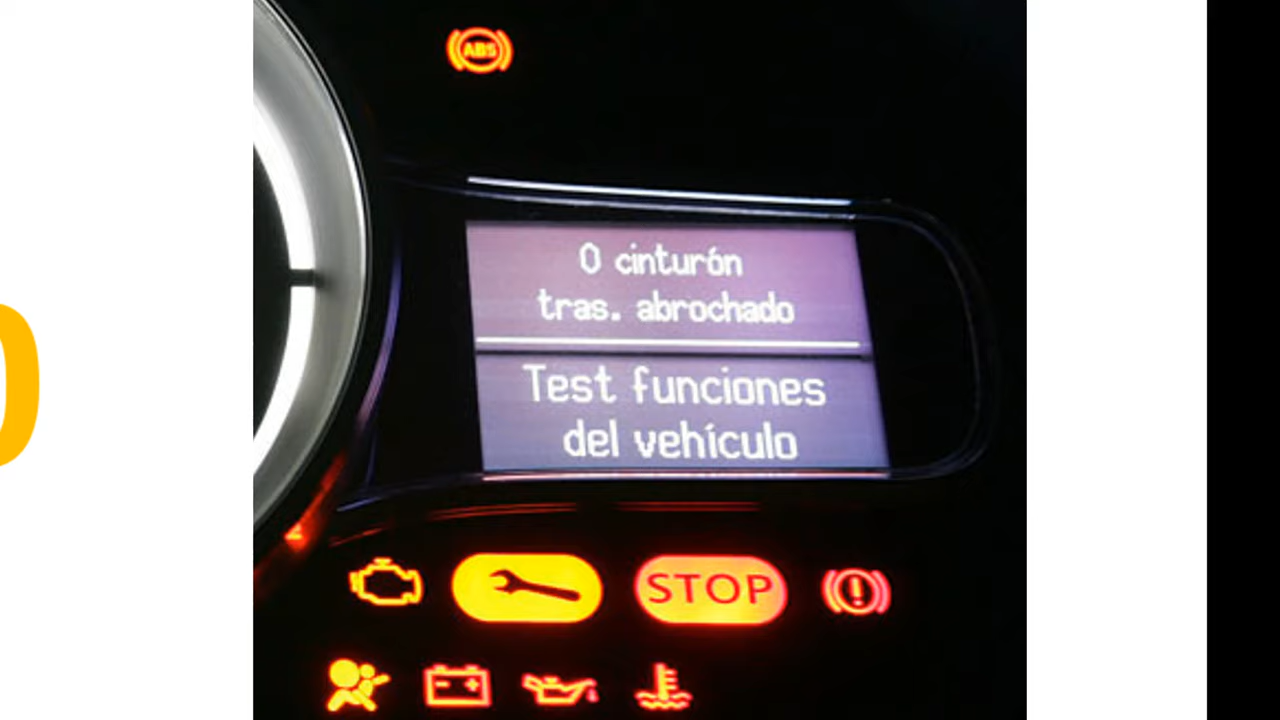 ABS
0 cinturón
tras. abrochado
Test funciones
del vehículo
STOP